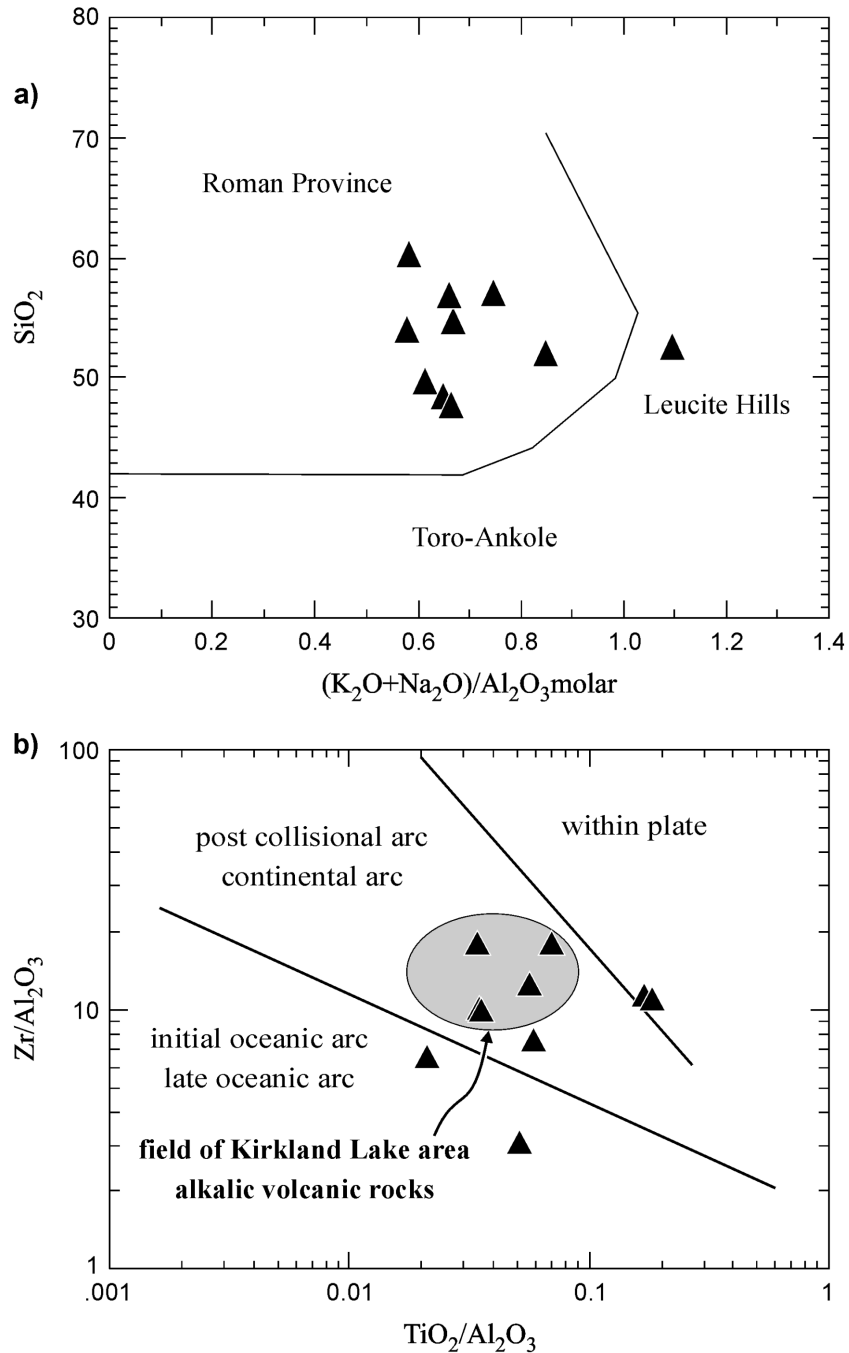 a)
80
70
60
50
40
30
SiO₂
Roman Province
Leucite Hills
Toro-Ankole
0 0.2 0.4 0.6 0.8 1.0 1.2 1.4
(K₂O+Na₂O)/Al₂O₃molar
b)
100
10
1
Zr/Al₂O₃
within plate
post collisional arc
continental arc
initial oceanic arc
late oceanic arc
field of Kirkland Lake area
alkalic volcanic rocks
.001 0.01 0.1 1
TiO₂/Al₂O₃